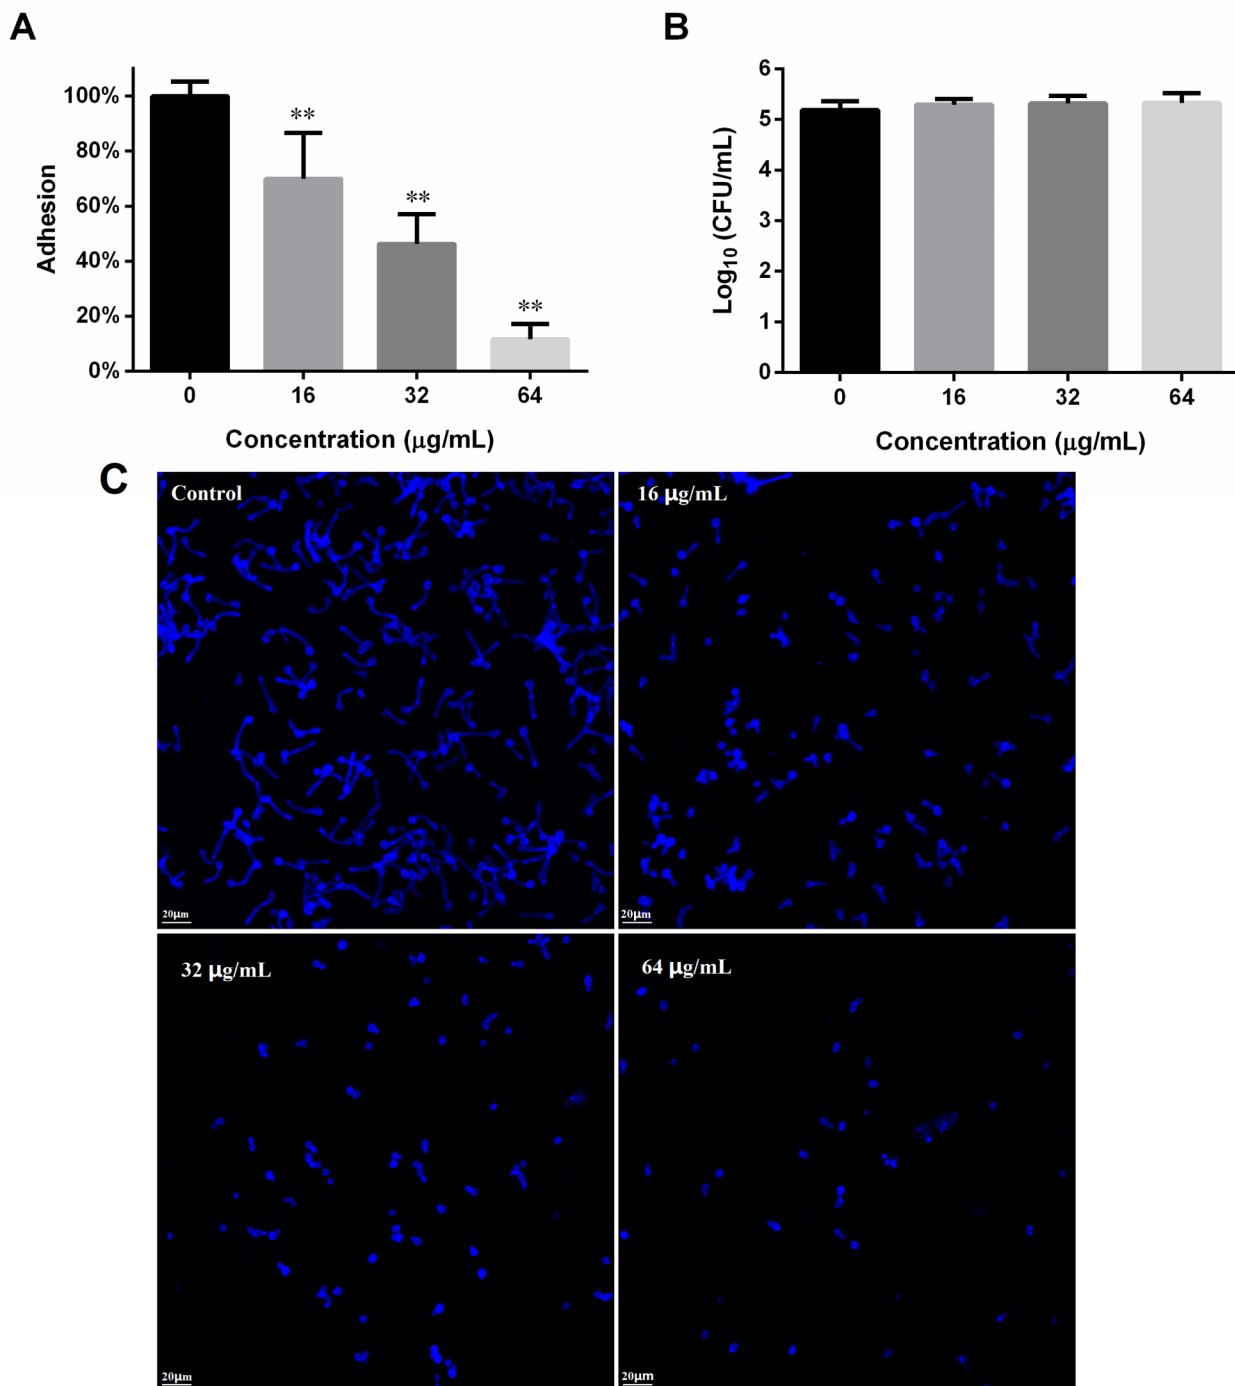 A
B
100%
80%
60%
40%
20%
0%
Adhesion
**
**
**
0 16 32 64
Concentration (μg/mL)
6
5
4
3
2
1
0
Log10 (CFU/mL)
0 16 32 64
Concentration (μg/mL)
C
Control
16 μg/mL
20μm
20μm
32 μg/mL
64 μg/mL
20μm
20μm